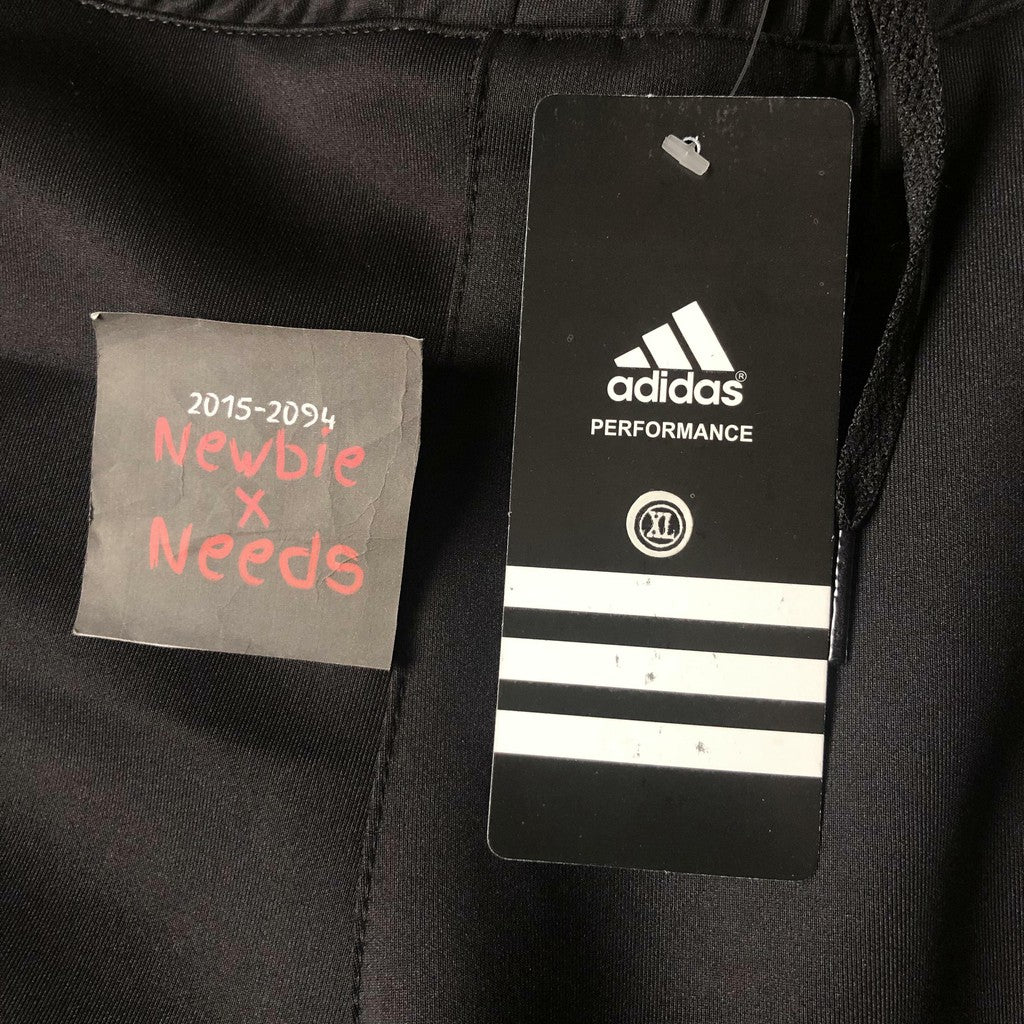 2015-2094
Newbie
x
Needs
adidas®
PERFORMANCE
XL